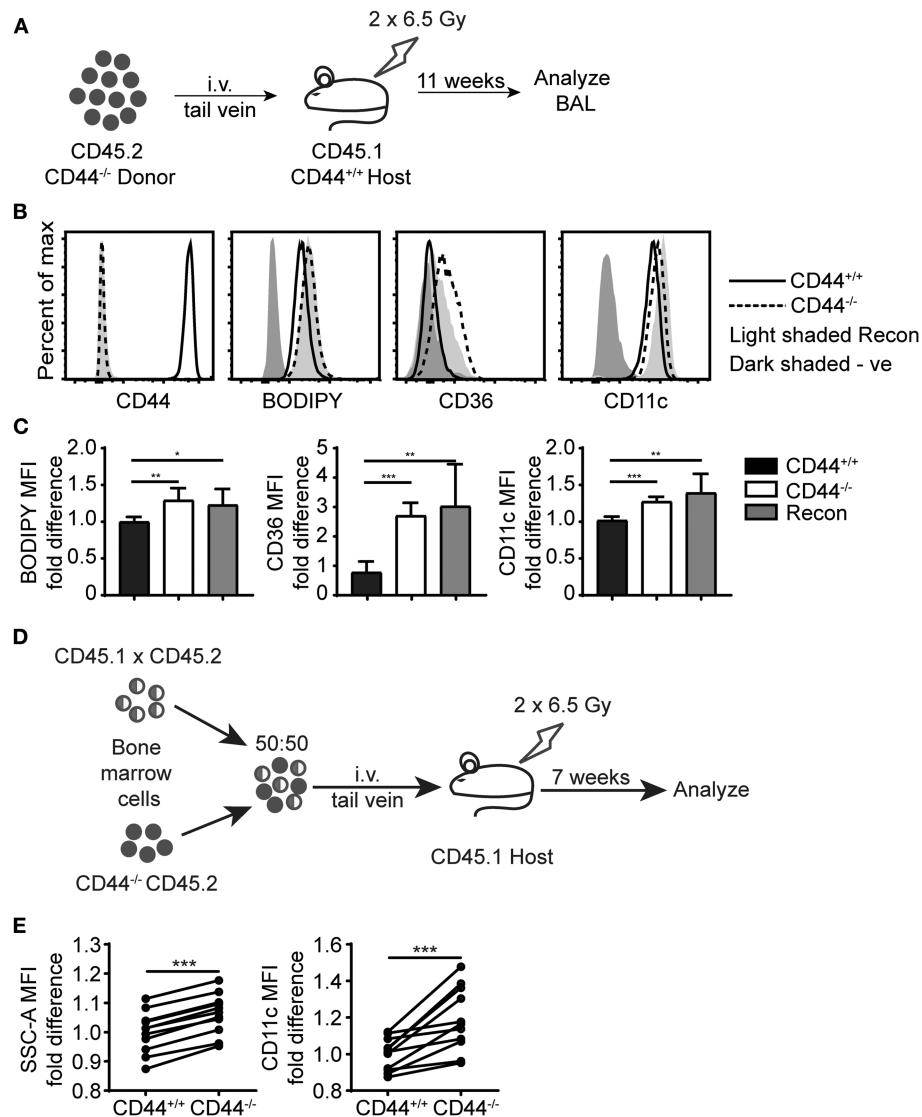 A
2 x 6.5 Gy
i.v.
tail vein
11 weeks
Analyze
BAL
CD45.2
CD44-/- Donor
CD45.1
CD44+/+ Host
B
Percent of max
CD44
BODIPY
CD36
CD11c
CD44+/+
CD44-/-
Light shaded Recon
Dark shaded - ve
C
BODIPY MFI
fold difference
2.0
1.5
1.0
0.5
0
*
**
CD36 MFI
fold difference
5
4
3
2
1
0
**
***
CD11c MFI
fold difference
2.0
1.5
1.0
0.5
0
**
***
CD44+/+
CD44-/-
Recon
D
CD45.1 x CD45.2
Bone
marrow
cells
CD44-/- CD45.2
50:50
i.v.
tail vein
2 x 6.5 Gy
7 weeks
Analyze
CD45.1 Host
E
SSC-A MFI
fold difference
1.3
1.2
1.1
1.0
0.9
0.8
***
CD44+/+ CD44-/-
CD11c MFI
fold difference
1.6
1.4
1.2
1.0
0.8
***
CD44+/+ CD44-/-